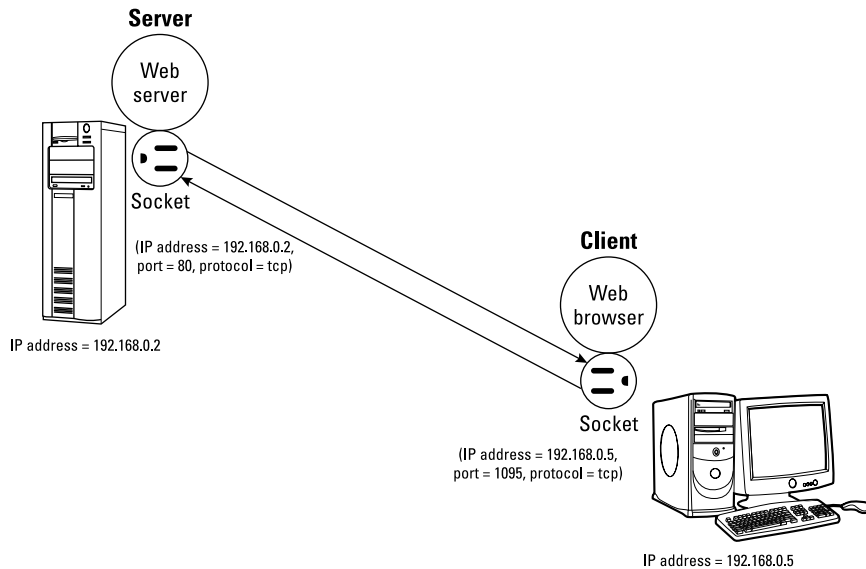 Server
Web
server
Socket
(IP address = 192.168.0.2,
port = 80, protocol = tcp)
IP address = 192.168.0.2
Client
Web
browser
Socket
(IP address = 192.168.0.5,
port = 1095, protocol = tcp)
IP address = 192.168.0.5